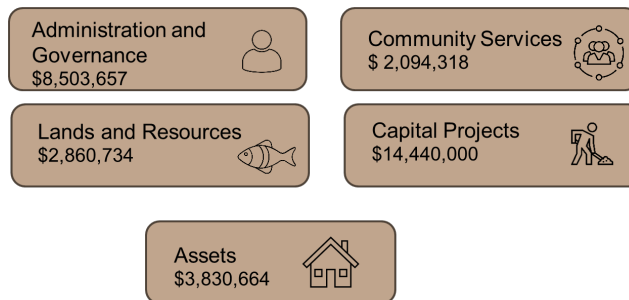 Administration and
Governance
$8,503,657
Community Services
$ 2,094,318
Lands and Resources
$2,860,734
Capital Projects
$14,440,000
Assets
$3,830,664